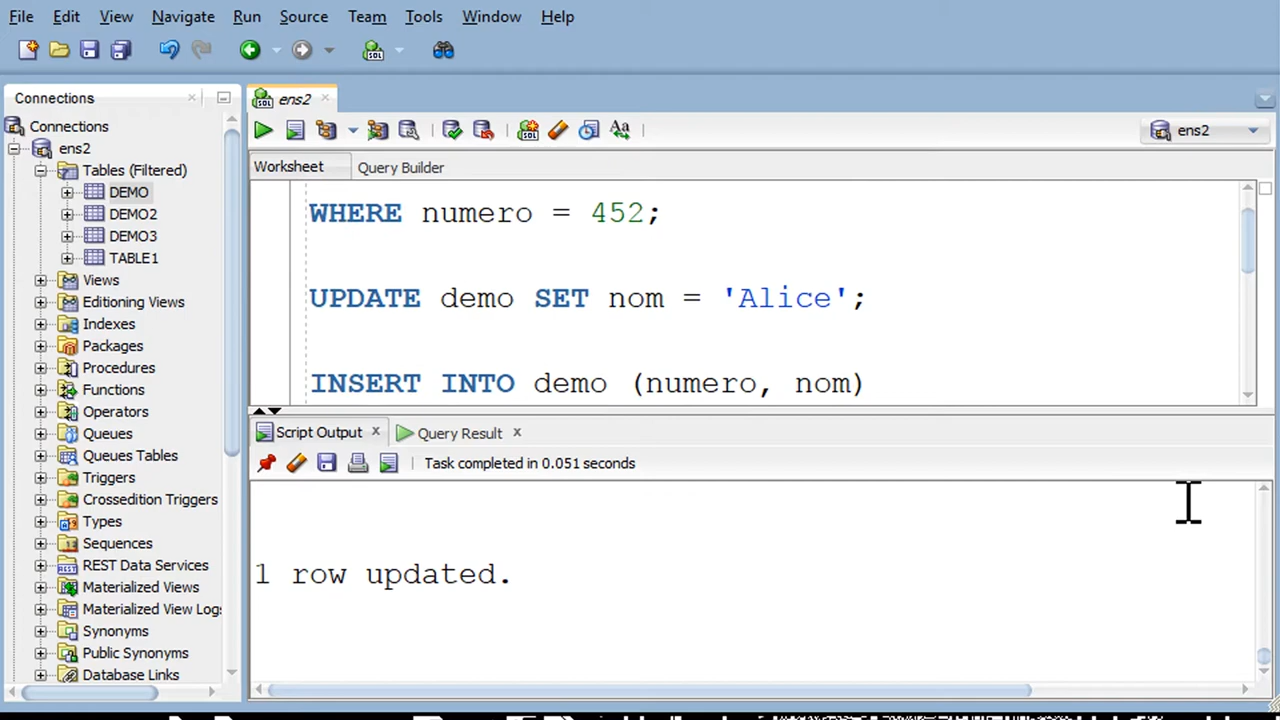 File Edit View Navigate Run Source Team Tools Window Help
Connections
ens2
ens2
Worksheet Query Builder
Connections
ens2
Tables (Filtered)
DEMO
DEMO2
DEMO3
TABLE1
Views
Editioning Views
Indexes
Packages
Procedures
Functions
Operators
Queues
Queues Tables
Triggers
Crossedition Triggers
Types
Sequences
REST Data Services
Materialized Views
Materialized View Logs
Synonyms
Public Synonyms
Database Links
WHERE numero = 452;
UPDATE demo SET nom = 'Alice';
INSERT INTO demo (numero, nom)
Script Output Query Result
Task completed in 0.051 seconds
1 row updated.